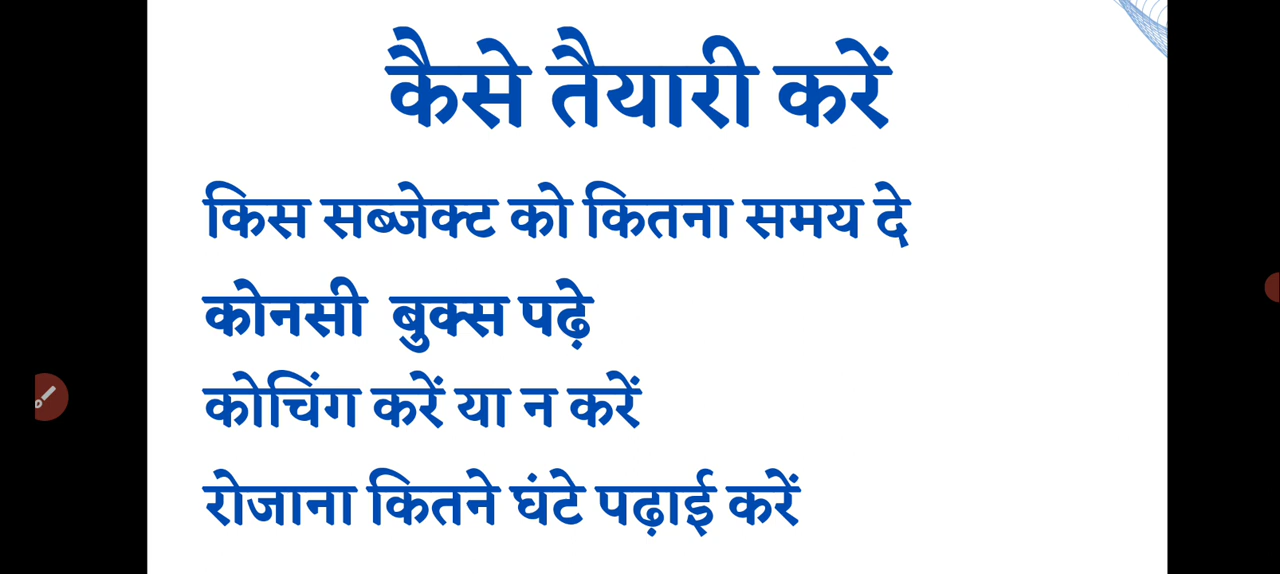 कैसे तैयारी करें
किस सब्जेक्ट को कितना समय दे
कोनसी बुक्स पढ़े
कोचिंग करें या न करें
रोजाना कितने घंटे पढ़ाई करें